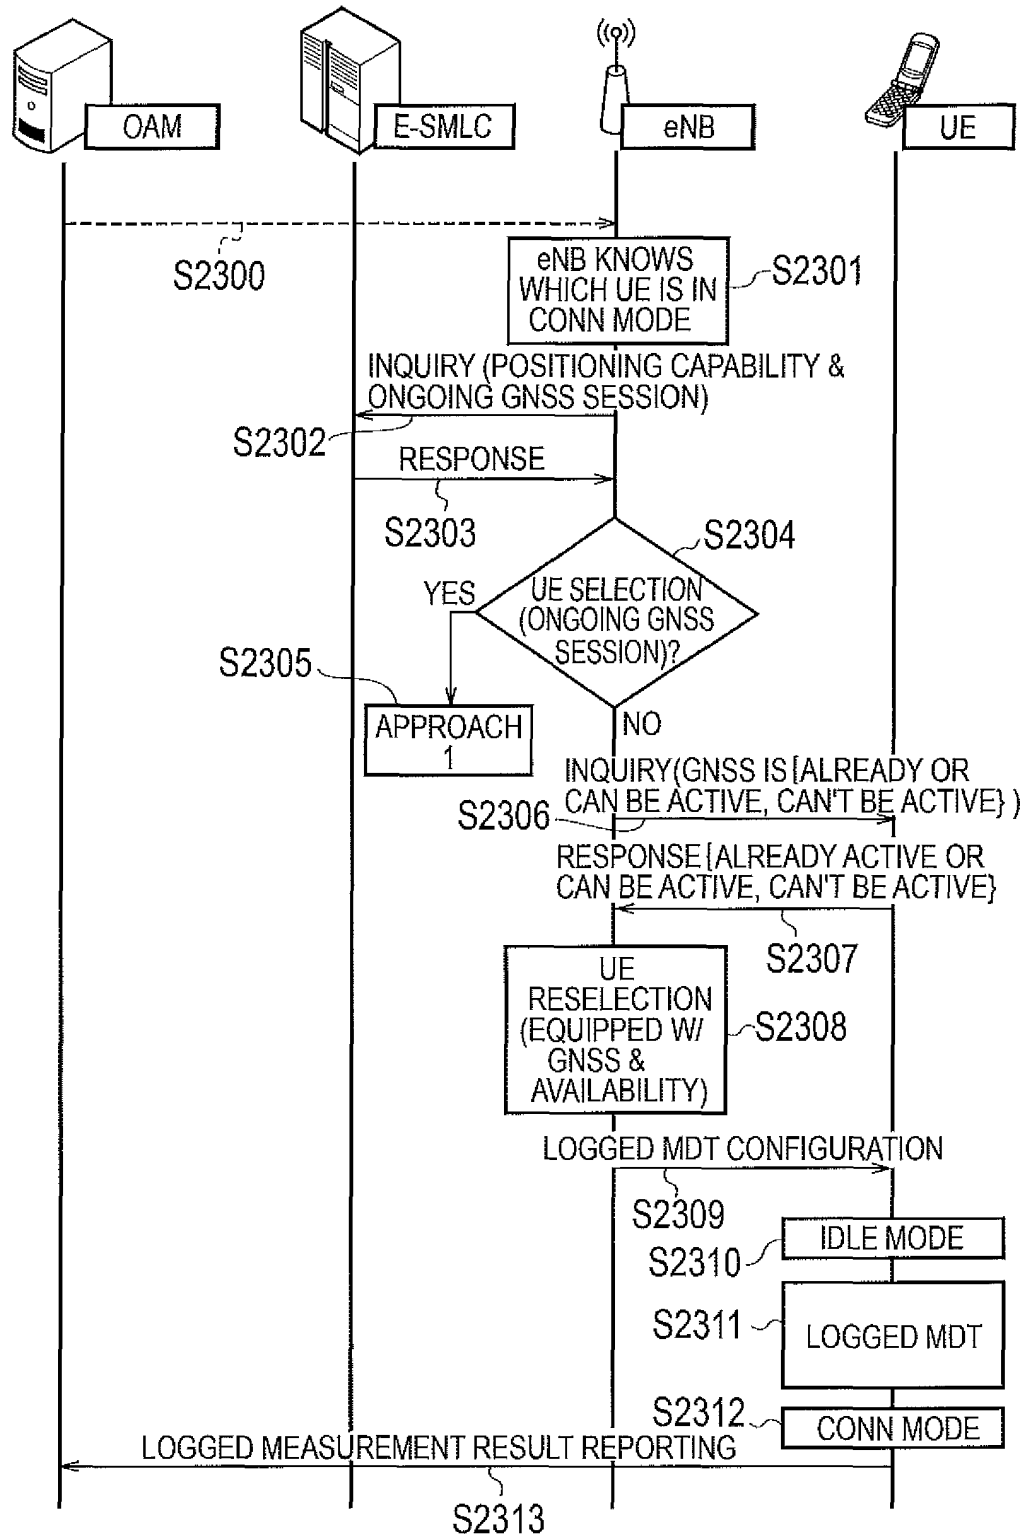 OAM
E-SMLC
eNB
UE
S2300
eNB KNOWS
WHICH UE IS IN
CONN MODE
S2301
INQUIRY (POSITIONING CAPABILITY &
ONGOING GNSS SESSION)
S2302
RESPONSE
S2303
S2304
YES
UE SELECTION
(ONGOING GNSS
SESSION)?
S2305
APPROACH
1
NO
INQUIRY(GNSS IS{ALREADY OR
CAN BE ACTIVE, CAN'T BE ACTIVE})
S2306
RESPONSE{ALREADY ACTIVE OR
CAN BE ACTIVE, CAN'T BE ACTIVE}
S2307
UE
RESELECTION
(EQUIPPED W/
GNSS &
AVAILABILITY)
S2308
LOGGED MDT CONFIGURATION
S2309
IDLE MODE
S2310
S2311
LOGGED MDT
S2312
CONN MODE
LOGGED MEASUREMENT RESULT REPORTING
S2313